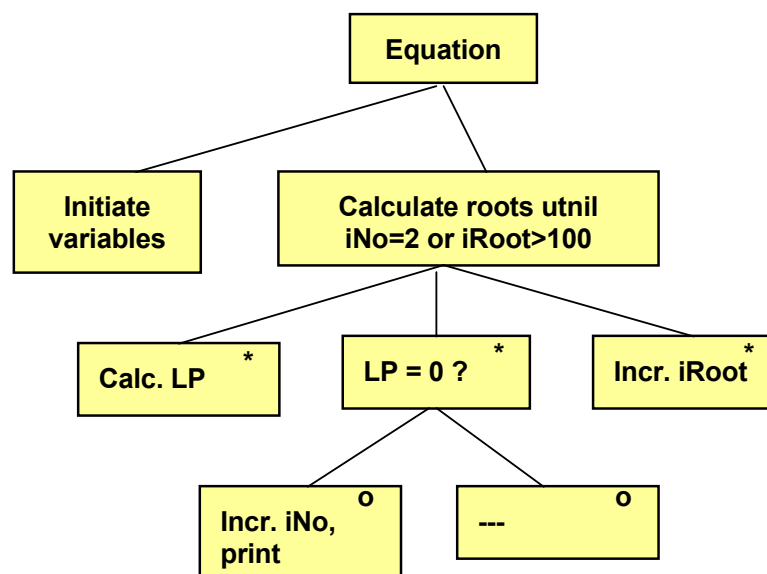 Equation
Initiate
variables
Calculate roots utnil
iNo=2 or iRoot>100
Calc. LP *
LP = 0 ? *
Incr. iRoot *
Incr. iNo, o
print
--- o